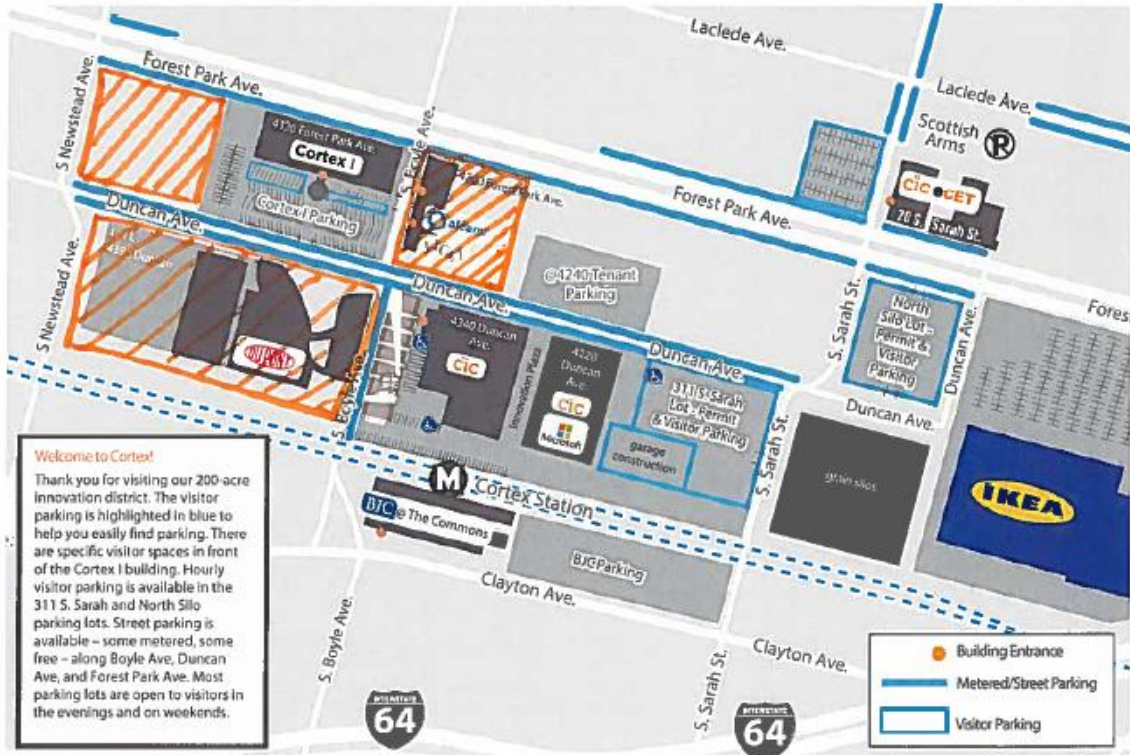 Laclede Ave.
Laclede Ave.
Forest Park Ave.
S Newstead Ave.
4320 Forest Park Ave.
Cortex I
Cortex I Parking
S. Boyle Ave.
Forest Park Ave.
Scottish
Arms
P
CIC CET
20 S. Sarah St.
Forest Park Ave.
Duncan Ave.
Duncan
S Newstead Ave.
Duncan Ave.
@4240 Tenant
Parking
S. Sarah St.
North
Silo Lot -
Permit &
Visitor
Parking
Duncan Ave.
Fores
4340 Duncan
Ave.
CIC
Innovation Plaza
4220
Duncan
Ave.
CIC
Microsoft
Duncan Ave.
311 S. Sarah
Lot - Permit
& Visitor Parking
garage
construction
S. Sarah St.
Duncan Ave.
grain silos
IKEA
S. Boyle Ave.
M
Cortex Station
BJC @ The Commons
BJC Parking
Clayton Ave.
Clayton Ave.
S. Boyle Ave.
S. Sarah St.
INTERSTATE
64
INTERSTATE
64
Welcome to Cortex!
Thank you for visiting our 200-acre
innovation district. The visitor
parking is highlighted in blue to
help you easily find parking. There
are specific visitor spaces in front
of the Cortex I building. Hourly
visitor parking is available in the
311 S. Sarah and North Silo
parking lots. Street parking is
available – some metered, some
free – along Boyle Ave, Duncan
Ave, and Forest Park Ave. Most
parking lots are open to visitors in
the evenings and on weekends.
Building Entrance
Metered/Street Parking
Visitor Parking